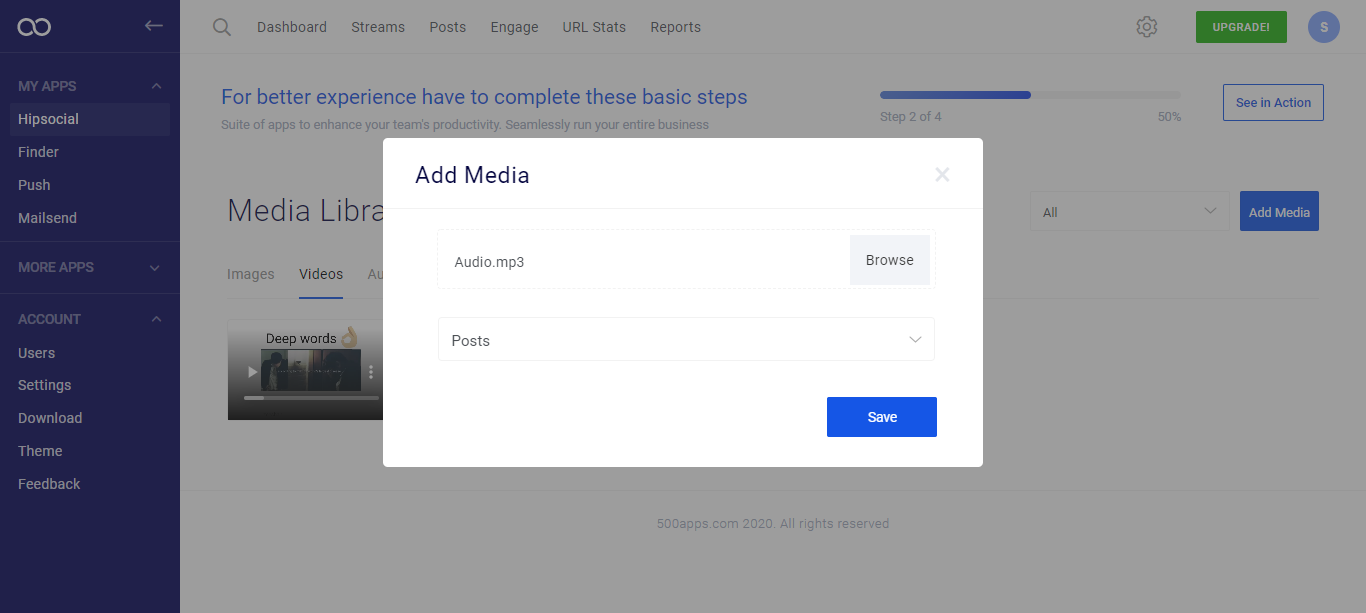 Dashboard Streams Posts Engage URL Stats Reports UPGRADE! S
MY APPS
Hipsocial
Finder
Push
Mailsend
MORE APPS
ACCOUNT
Users
Settings
Download
Theme
Feedback
For better experience have to complete these basic steps
Suite of apps to enhance your team's productivity. Seamlessly run your entire business
Step 2 of 4 50%
See in Action
Media Libra
All
Add Media
Images Videos Au
Deep words
Add Media
Audio.mp3 Browse
Posts
Save
500apps.com 2020. All rights reserved